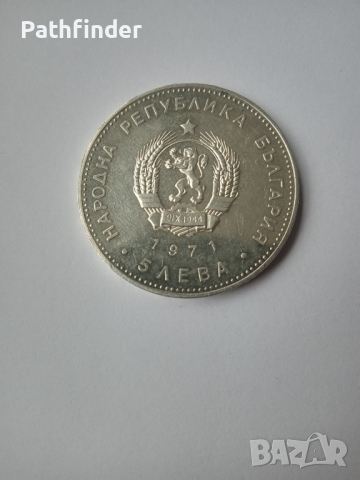 Pathfinder
НАРОДНА РЕПУБЛИКА БЪЛГАРИЯ
9.IX.1944
1971
• 5 ЛЕВА •
BAZAR